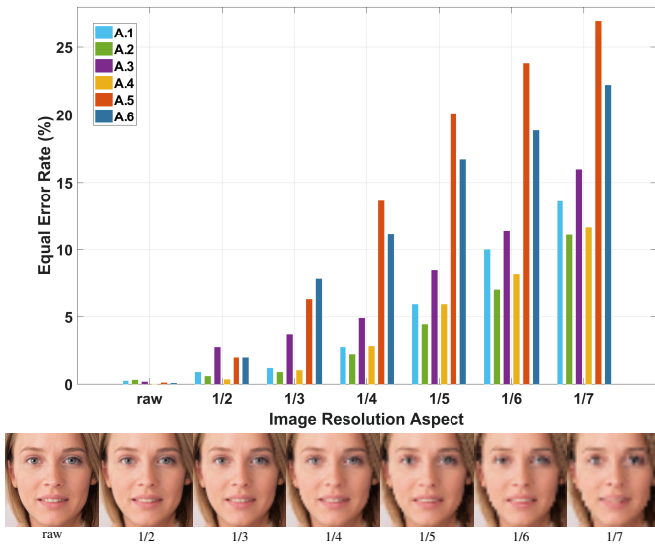 A.1
A.2
A.3
A.4
A.5
A.6
Equal Error Rate (%)
25
20
15
10
5
0
raw 1/2 1/3 1/4 1/5 1/6 1/7
Image Resolution Aspect
raw 1/2 1/3 1/4 1/5 1/6 1/7